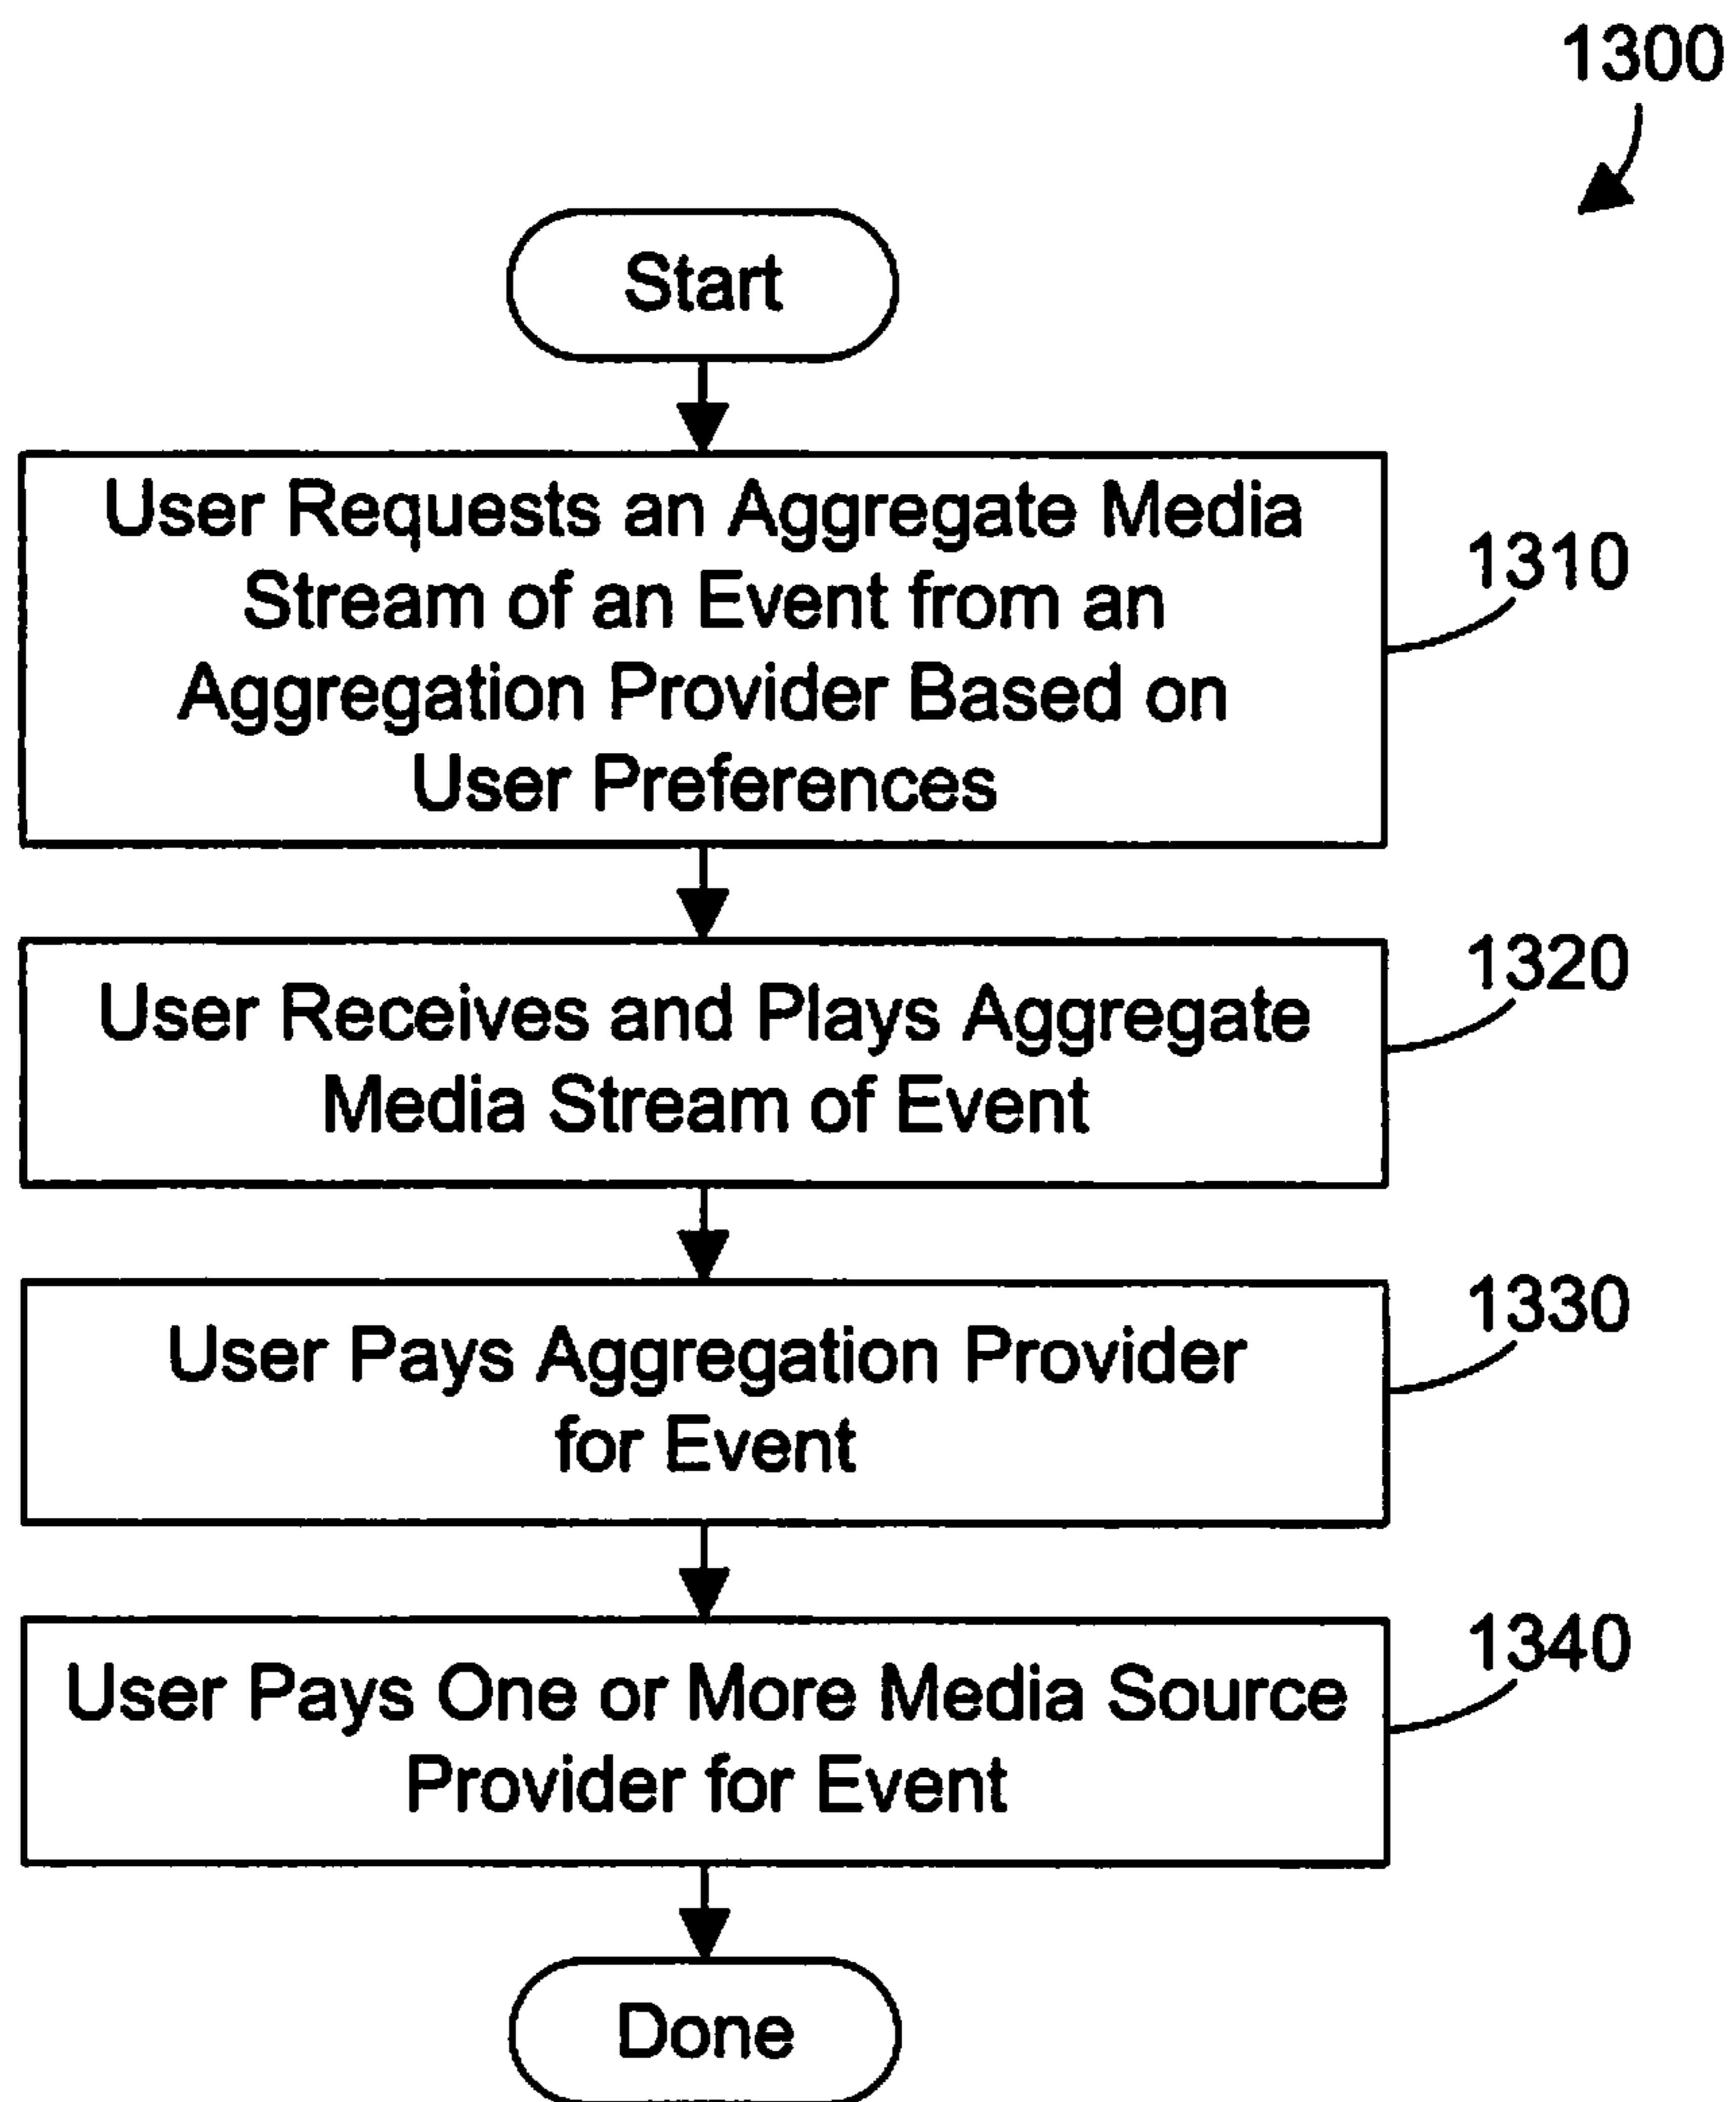 1300
Start
User Requests an Aggregate Media
Stream of an Event from an
Aggregation Provider Based on
User Preferences
1310
User Receives and Plays Aggregate
Media Stream of Event
1320
User Pays Aggregation Provider
for Event
1330
User Pays One or More Media Source
Provider for Event
1340
Done